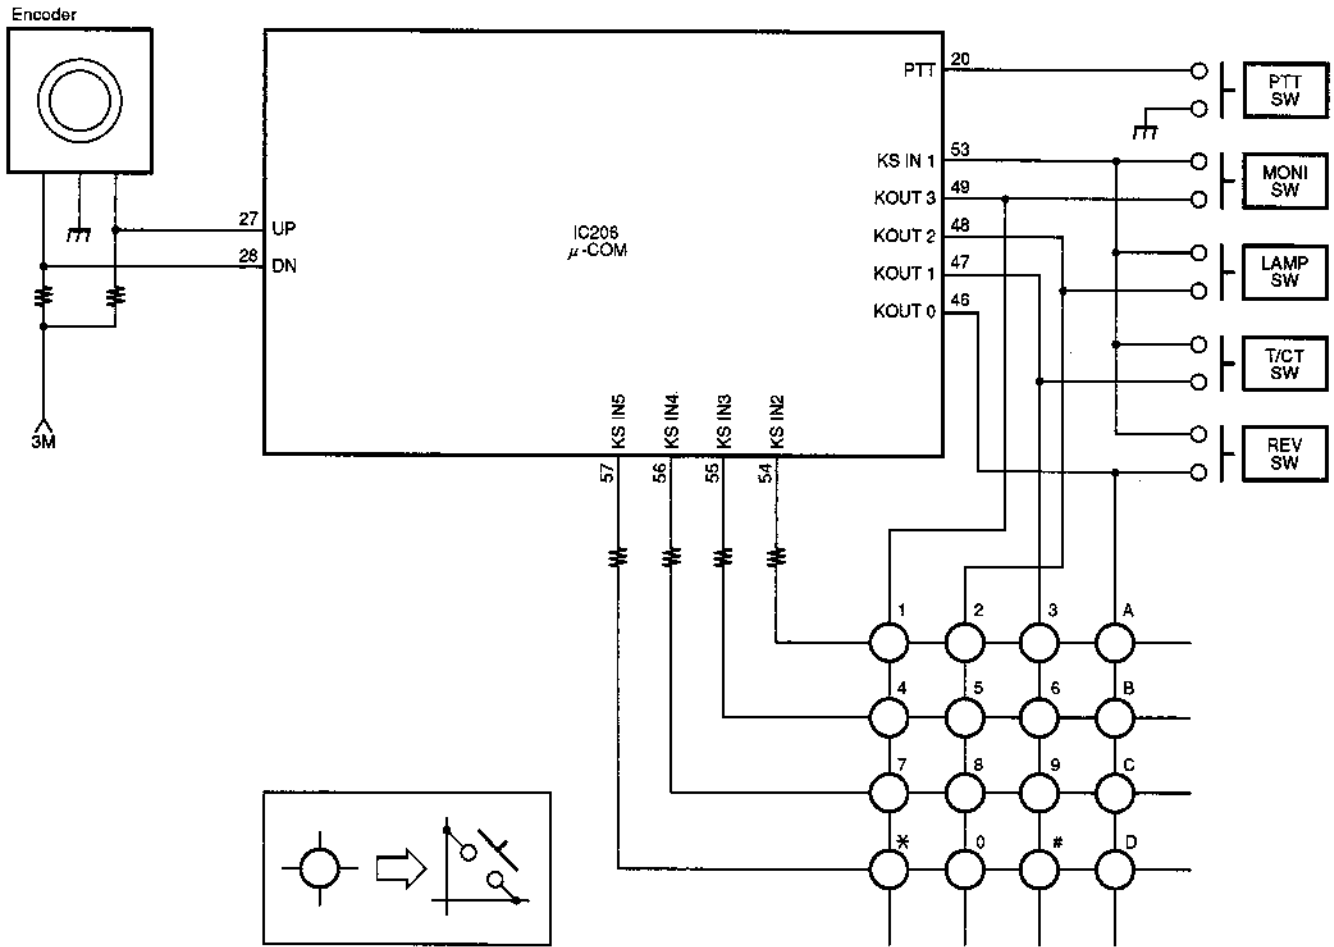 Encoder
PTT
20
PTT
SW
KS IN 1
53
MONI
SW
KOUT 3
49
27
UP
IC206
μ-COM
KOUT 2
48
28
DN
KOUT 1
47
LAMP
SW
KOUT 0
46
T/CT
SW
3M
KS IN5
KS IN4
KS IN3
KS IN2
57
56
55
54
REV
SW
1 2 3 A
4 5 6 B
7 8 9 C
* 0 # D